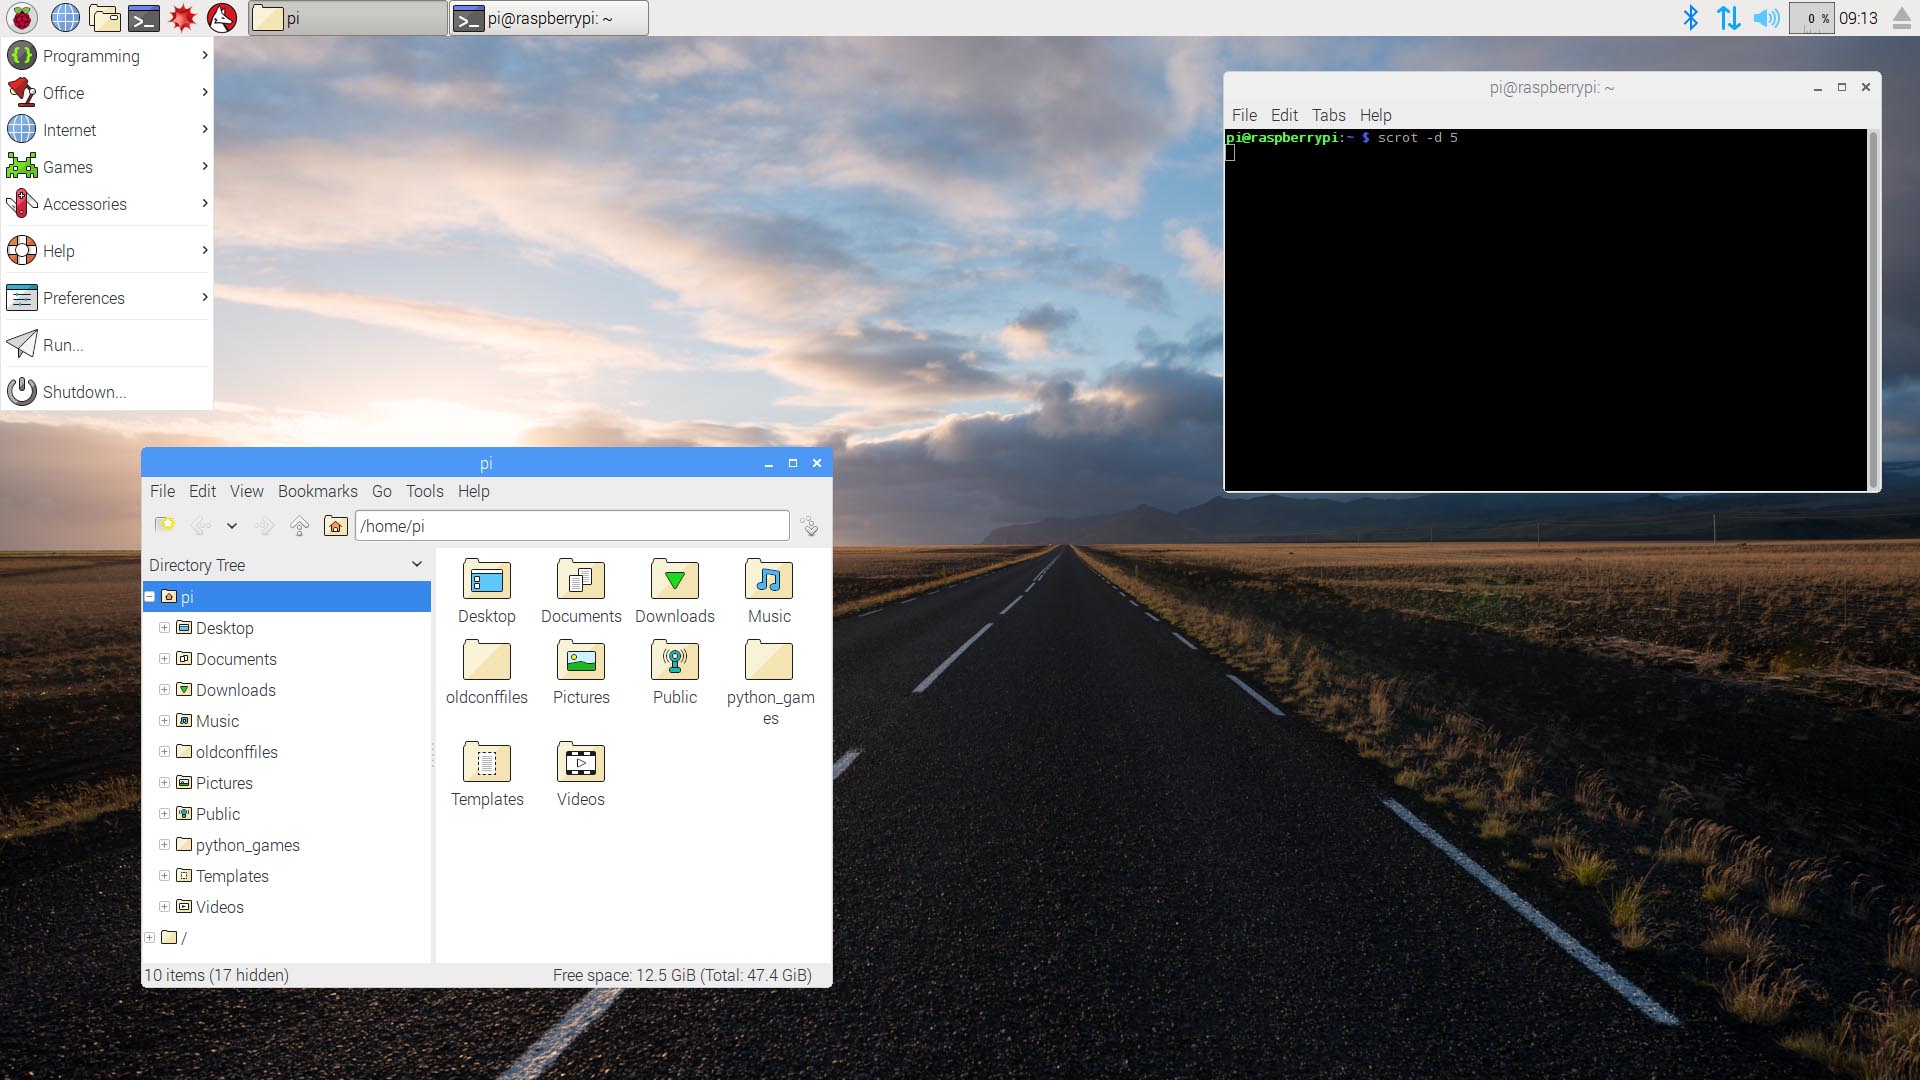 pi
pi@raspberrypi: ~
0 %
09:13
Programming
Office
Internet
Games
Accessories
Help
Preferences
Run...
Shutdown...
pi@raspberrypi: ~
File Edit Tabs Help
pi@raspberrypi:~ $ scrot -d 5
pi
File Edit View Bookmarks Go Tools Help
/home/pi
Directory Tree
pi
Desktop
Documents
Downloads
Music
oldconffiles
Pictures
Public
python_games
Templates
Videos
/
Desktop Documents Downloads Music
oldconffiles Pictures Public python_gam
es
Templates Videos
10 items (17 hidden)
Free space: 12.5 GiB (Total: 47.4 GiB)